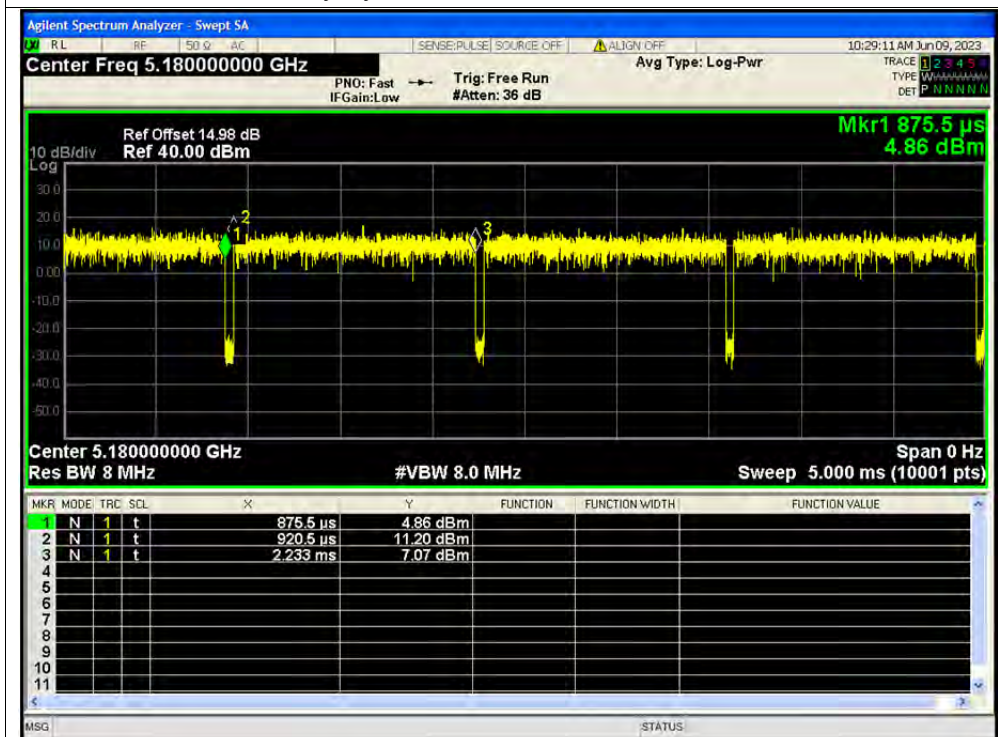 Agilent Spectrum Analyzer - Swept SA
RL RF 50 Ω AC SENSE:PULSE SOURCE OFF ALIGN OFF 10:29:11 AM Jun 09, 2023
Center Freq 5.180000000 GHz Avg Type: Log-Pwr TRACE 1 2 3 4 5 6
PNO: Fast Trig: Free Run TYPE W
IFGain:Low #Atten: 36 dB DET P N N N N N
Mkr1 875.5 µs
Ref Offset 14.98 dB
10 dB/div Ref 40.00 dBm 4.86 dBm
Log
30.0
20.0
2
1
3
10.0
0.00
-10.0
-20.0
-30.0
-40.0
-50.0
Center 5.180000000 GHz Span 0 Hz
Res BW 8 MHz #VBW 8.0 MHz Sweep 5.000 ms (10001 pts)
MKR MODE TRC SCL X Y FUNCTION FUNCTION WIDTH FUNCTION VALUE
1 N 1 t 875.5 µs 4.86 dBm
2 N 1 t 920.5 µs 11.20 dBm
3 N 1 t 2.233 ms 7.07 dBm
4
5
6
7
8
9
10
11
MSG STATUS